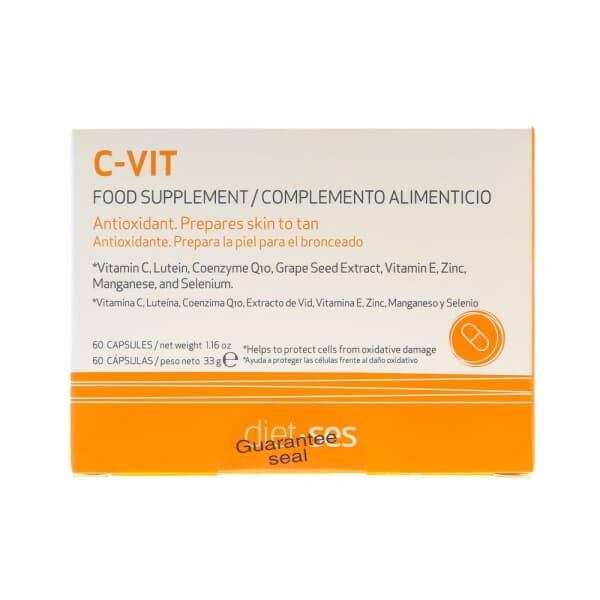 C-VIT
FOOD SUPPLEMENT / COMPLEMENTO ALIMENTICIO
Antioxidant. Prepares skin to tan
Antioxidante. Prepara la piel para el bronceado
*Vitamin C, Lutein, Coenzyme Q10, Grape Seed Extract, Vitamin E, Zinc,
Manganese, and Selenium.
*Vitamina C, Luteína, Coenzima Q10, Extracto de Vid, Vitamina E, Zinc, Manganeso y Selenio
60 CAPSULES / net weight 1.16 oz
60 CÁPSULAS / peso neto 33 g ℮
*Helps to protect cells from oxidative damage
*Ayuda a proteger las células frente al daño oxidativo
diet·ses
Guarantee
seal